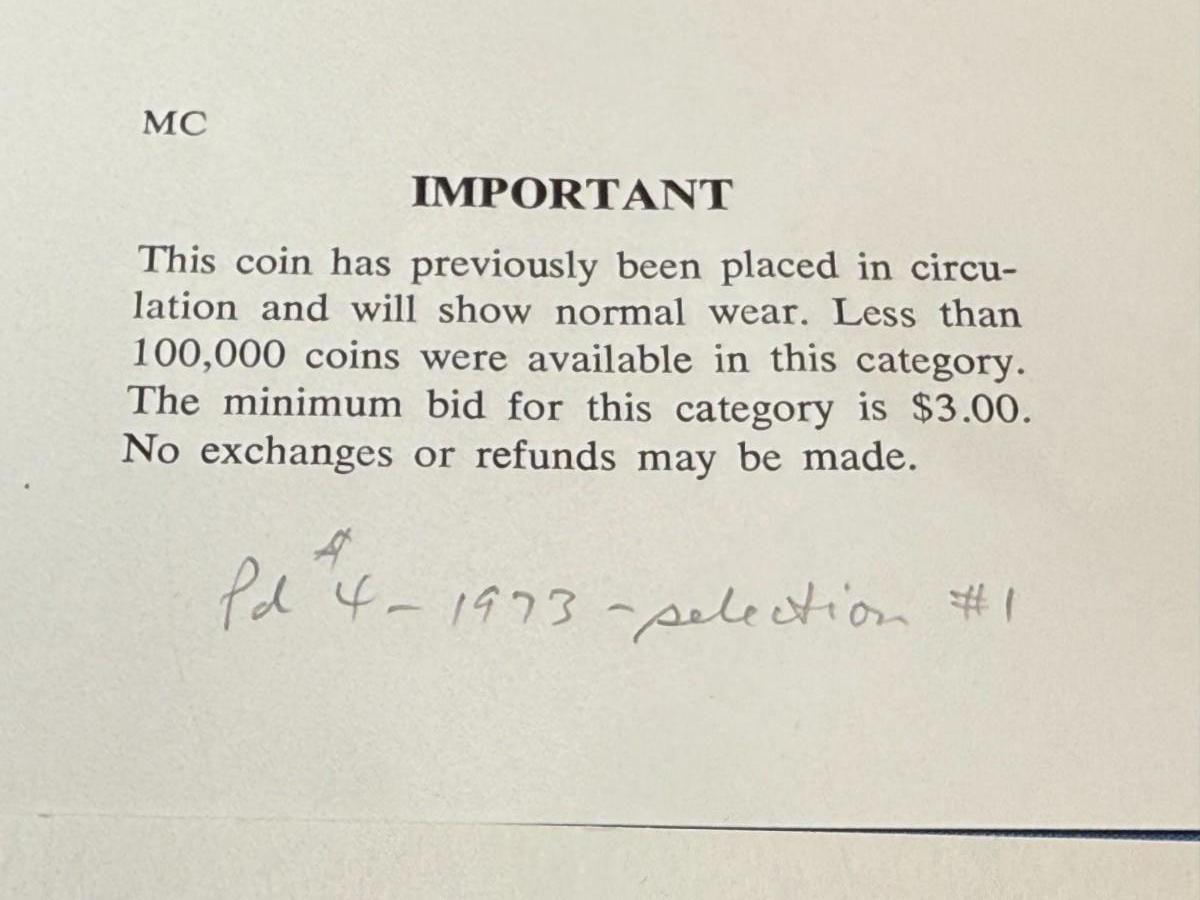 MC
IMPORTANT
This coin has previously been placed in circu-
lation and will show normal wear. Less than
100,000 coins were available in this category.
The minimum bid for this category is $3.00.
No exchanges or refunds may be made.
Pd $4 - 1973 - selection #1